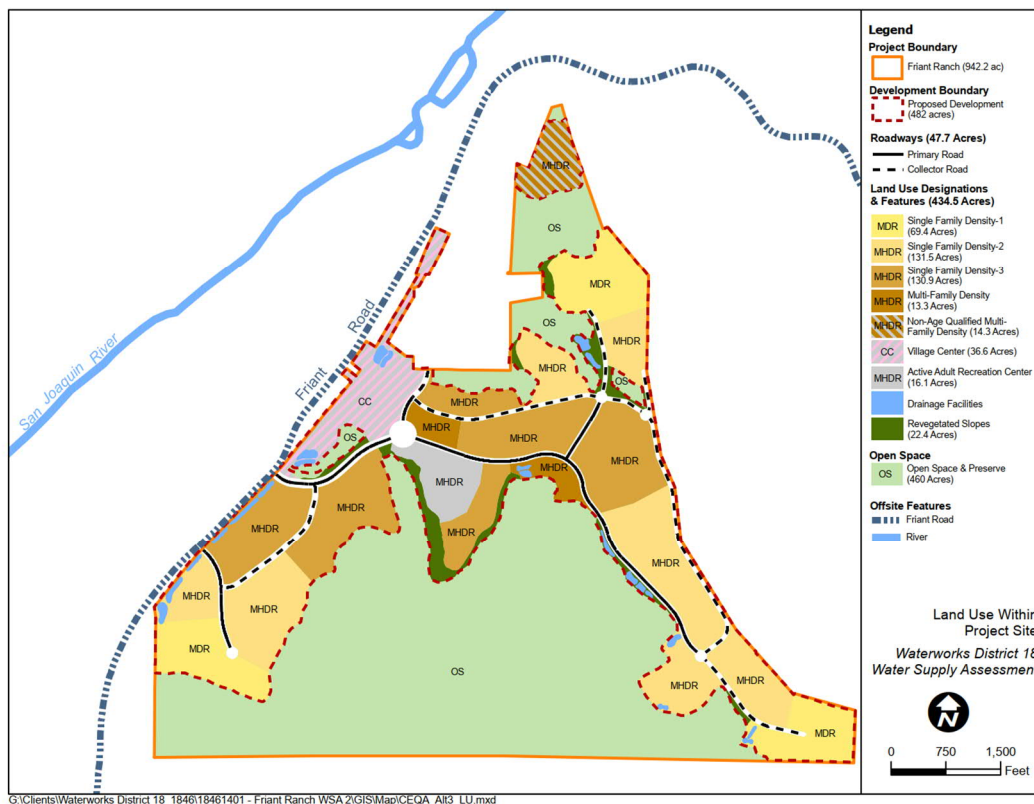 Legend
Project Boundary
Friant Ranch (942.2 ac)
Development Boundary
Proposed Development
(482 acres)
Roadways (47.7 Acres)
Primary Road
Collector Road
Land Use Designations
& Features (434.5 Acres)
MDR
Single Family Density-1
(69.4 Acres)
MHDR
Single Family Density-2
(131.5 Acres)
MHDR
Single Family Density-3
(130.9 Acres)
MHDR
Multi-Family Density
(13.3 Acres)
MHDR
Non-Age Qualified Multi-
Family Density (14.3 Acres)
CC
Village Center (36.6 Acres)
MHDR
Active Adult Recreation Center
(16.1 Acres)
Drainage Facilities
Revegetated Slopes
(22.4 Acres)
Open Space
OS
Open Space & Preserve
(460 Acres)
Offsite Features
Friant Road
River
Land Use Within
Project Site
Waterworks District 18
Water Supply Assessment
N
0 750 1,500
Feet
San Joaquin River
Friant Road
MHDR
OS
MDR
OS
MHDR
MHDR
OS
MHDR
CC
MHDR
OS
MHDR
MHDR
MHDR
MHDR
MHDR
MHDR
MHDR
MHDR
MHDR
MHDR
MHDR
MDR
OS
MHDR
MHDR
MDR
G:\Clients\Waterworks District 18_1846\18461401 - Friant Ranch WSA 2\GIS\Map\CEQA_Alt3_LU.mxd